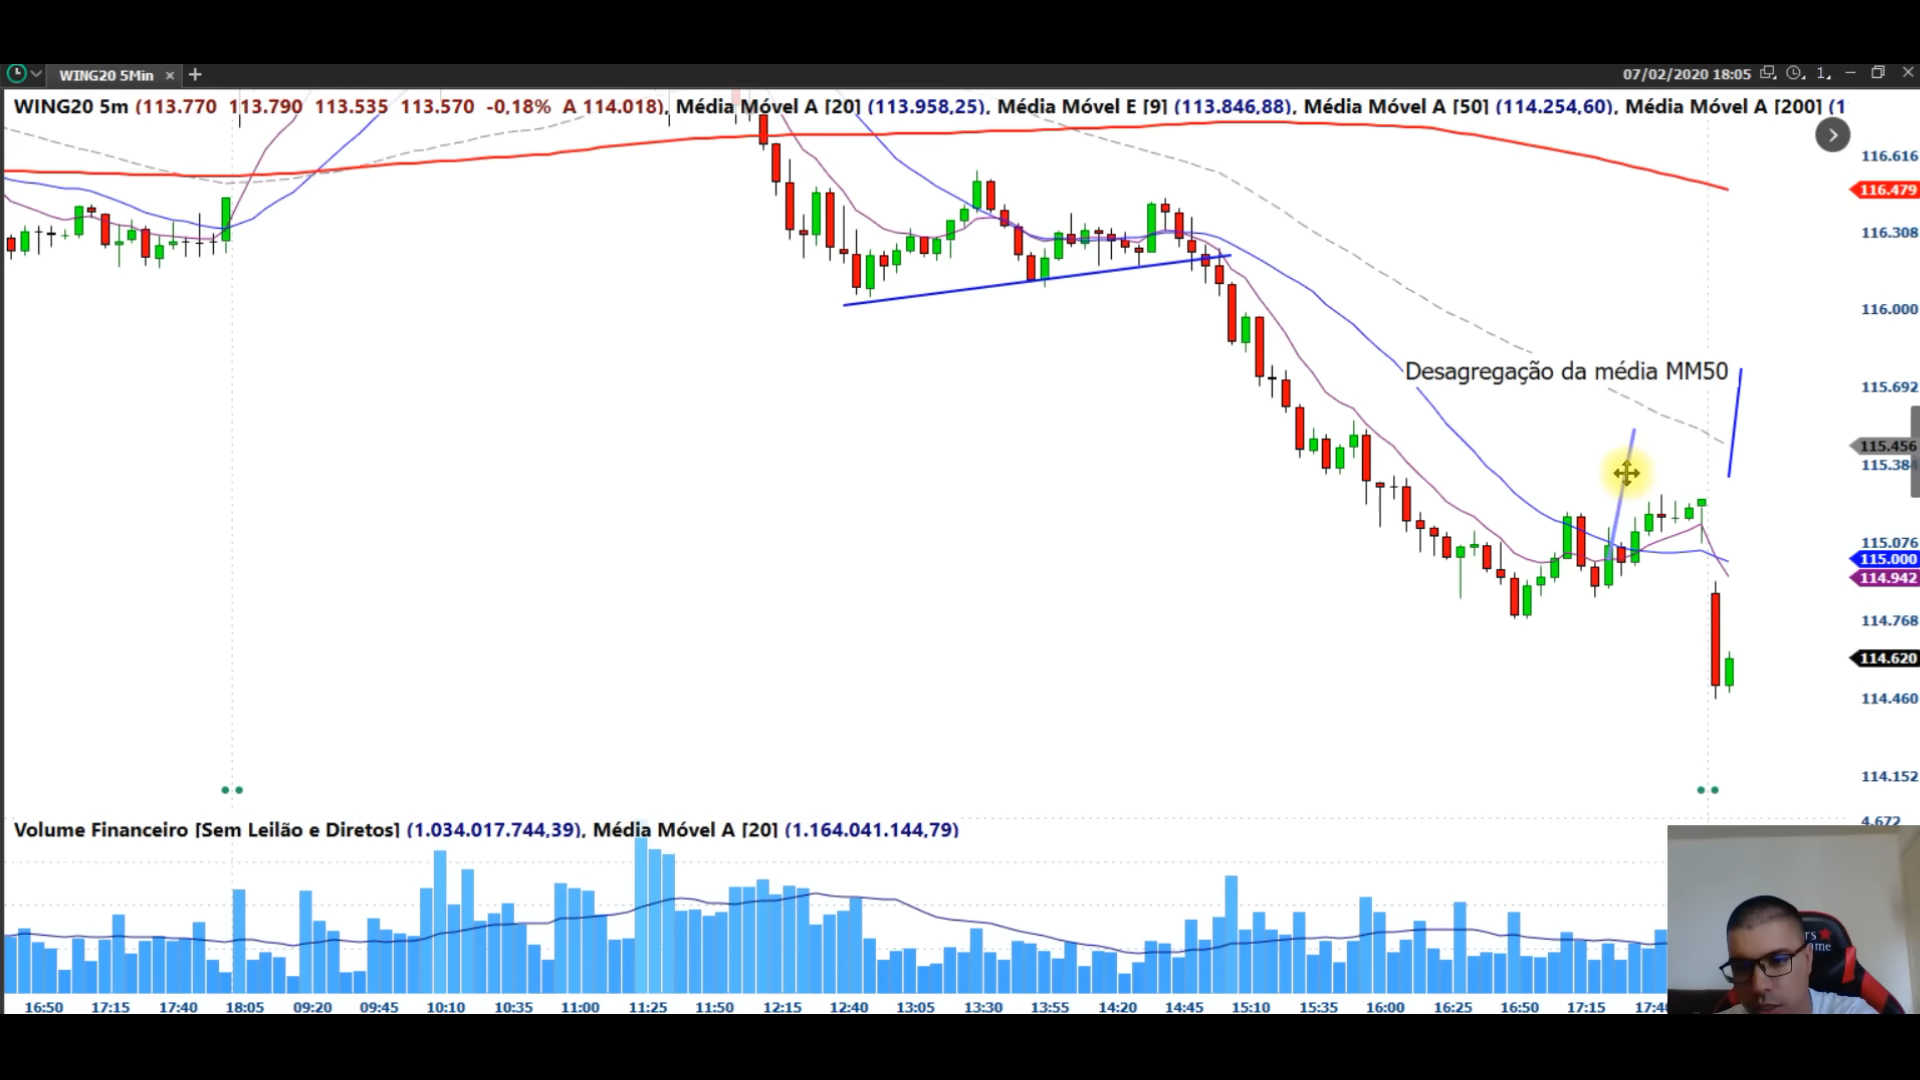 WING20 5Min × +
07/02/2020 18:05 1
WING20 5m (113.770 113.790 113.535 113.570 -0,18% A 114.018), Média Móvel A [20] (113.958,25), Média Móvel E [9] (113.846,88), Média Móvel A [50] (114.254,60), Média Móvel A [200] (1
116.616
116.479
116.308
116.000
Desagregação da média MM50
115.692
115.456
115.384
115.076
115.000
114.942
114.768
114.620
114.460
114.152
4.672
Volume Financeiro [Sem Leilão e Diretos] (1.034.017.744,39), Média Móvel A [20] (1.164.041.144,79)
16:50 17:15 17:40 18:05 09:20 09:45 10:10 10:35 11:00 11:25 11:50 12:15 12:40 13:05 13:30 13:55 14:20 14:45 15:10 15:35 16:00 16:25 16:50 17:15 17:4